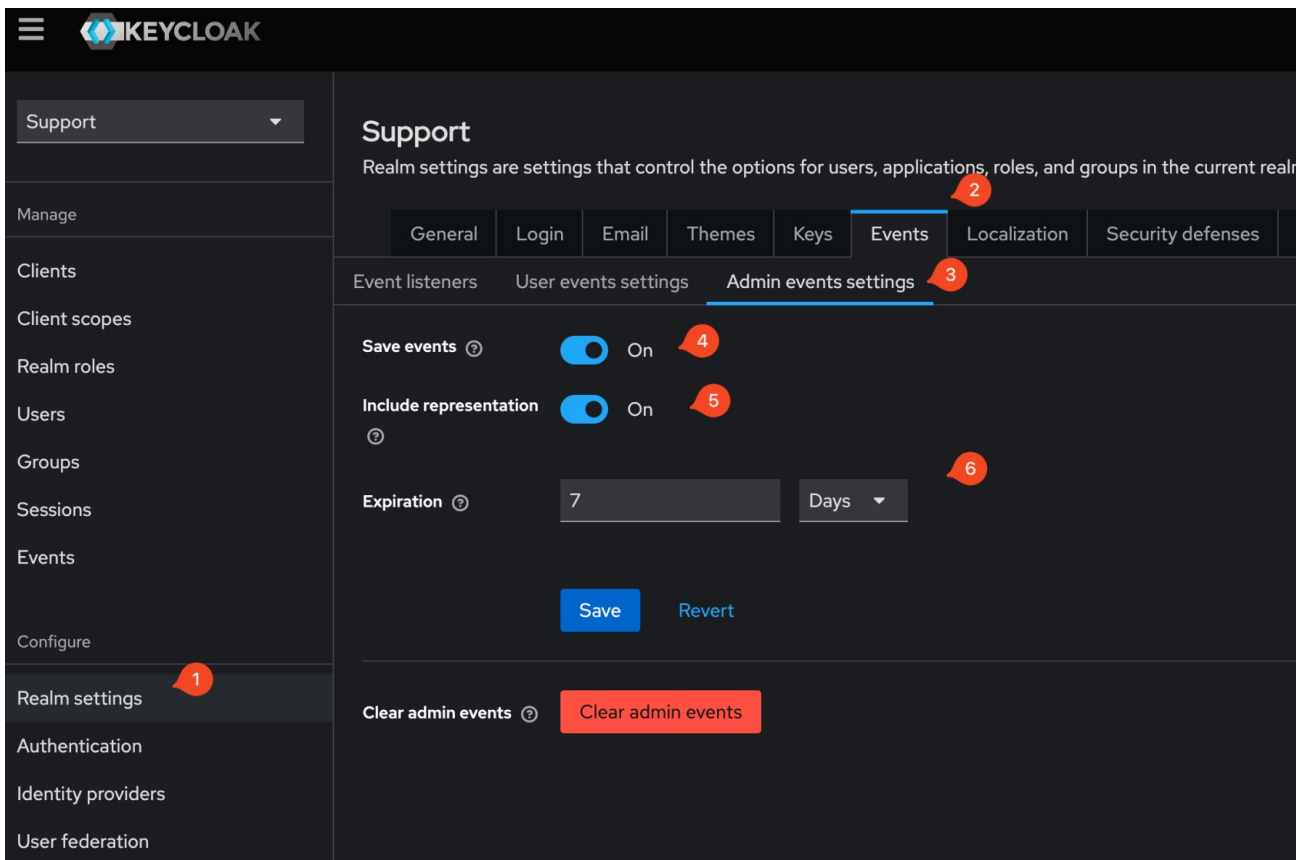 KEYCLOAK
Support
Manage
Clients
Client scopes
Realm roles
Users
Groups
Sessions
Events
Configure
Realm settings 1
Authentication
Identity providers
User federation
Support
Realm settings are settings that control the options for users, applications, roles, and groups in the current realm
2
General Login Email Themes Keys Events Localization Security defenses
Event listeners User events settings Admin events settings 3
Save events On 4
Include representation On 5
Expiration 7 Days 6
Save Revert
Clear admin events Clear admin events